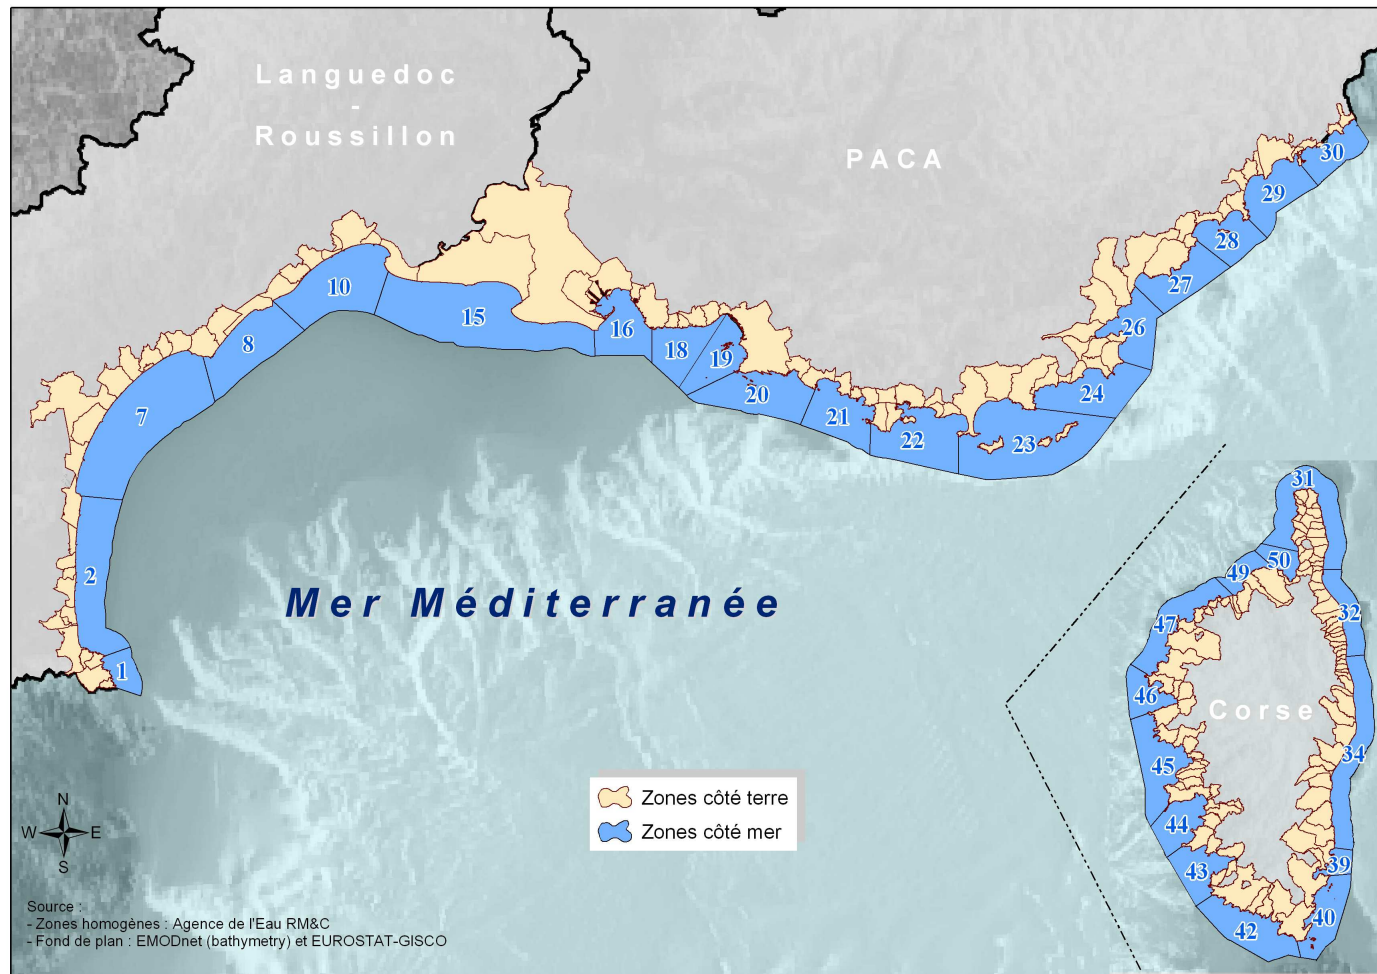 Languedoc
-
Roussillon
PACA
30
29
28
27
26
24
23
22
21
20
19
18
16
15
10
8
7
2
1
Mer Méditerranée
31
50
49
32
47
46
Corse
34
45
44
43
39
40
42
Zones côté terre
Zones côté mer
N
W
E
S
Source :
- Zones homogènes : Agence de l'Eau RM&C
- Fond de plan : EMODnet (bathymetry) et EUROSTAT-GISCO